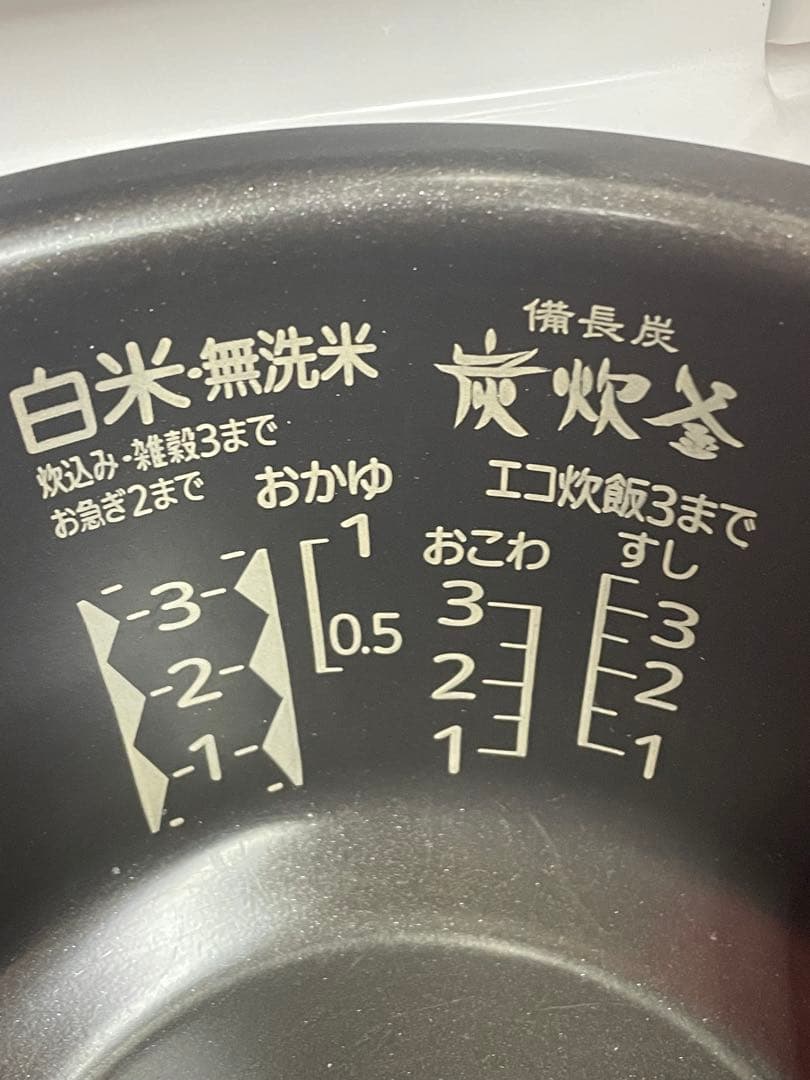 白米・無洗米
炊込み・雑穀3まで
お急ぎ2まで
3
2
1
おかゆ
1
0.5
備長炭
炭炊釜
エコ炊飯3まで
おこわ
3
2
1
すし
3
2
1